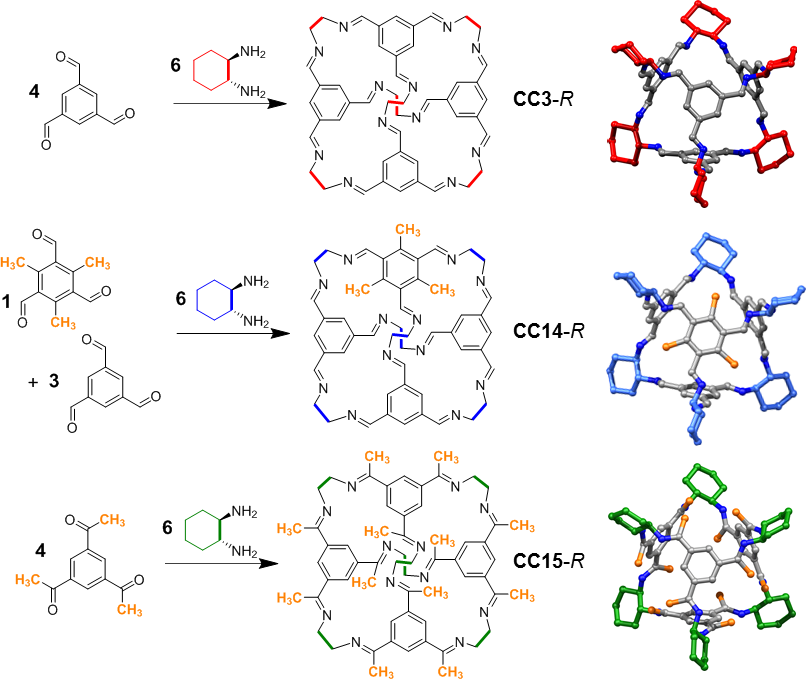 N N
O
6 NH₂
N N
4
NH₂
N N
CC3-R
O O
N N
N N
N N
CH₃
O
N N
H₃C CH₃
N N
6 NH₂
H₃C CH₃
1 O O
NH₂
CH₃
N N
CC14-R
N N
O
+ 3
N N
O O
N N
CH₃ CH₃
N N
6 NH₂
O CH₃
N N
H₃C CH₃
CH₃
NH₂
4
N N CH₃
CC15-R
H₃C O
CH₃ N N
O CH₃
H₃C CH₃ CH₃
N N
N N
CH₃ CH₃